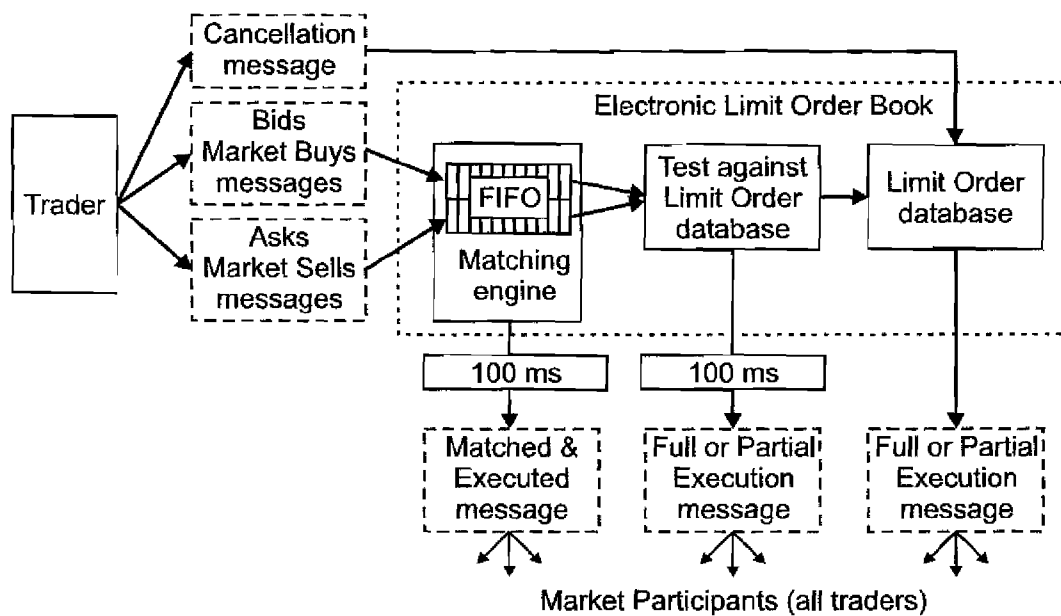 Cancellation
message
Electronic Limit Order Book
Trader
Bids
Market Buys
messages
Asks
Market Sells
messages
FIFO
Matching
engine
Test against
Limit Order
database
Limit Order
database
100 ms
100 ms
Matched &
Executed
message
Full or Partial
Execution
message
Full or Partial
Execution
message
Market Participants (all traders)